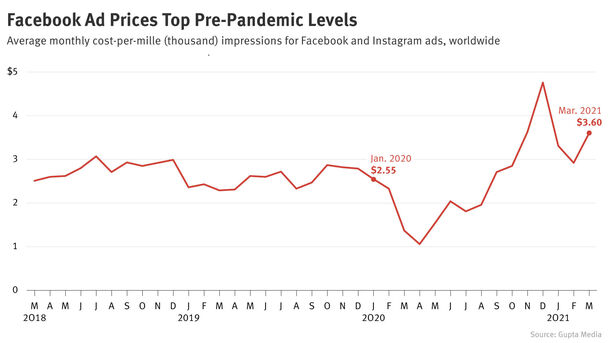 Facebook Ad Prices Top Pre-Pandemic Levels
Average monthly cost-per-mille (thousand) impressions for Facebook and Instagram ads, worldwide
$5
4
Mar. 2021
$3.60
3
Jan. 2020
$2.55
2
1
0
M A M J J A S O N D J F M A M J J A S O N D J F M A M J J A S O N D J F M
2018 2019 2020 2021
Source: Gupta Media